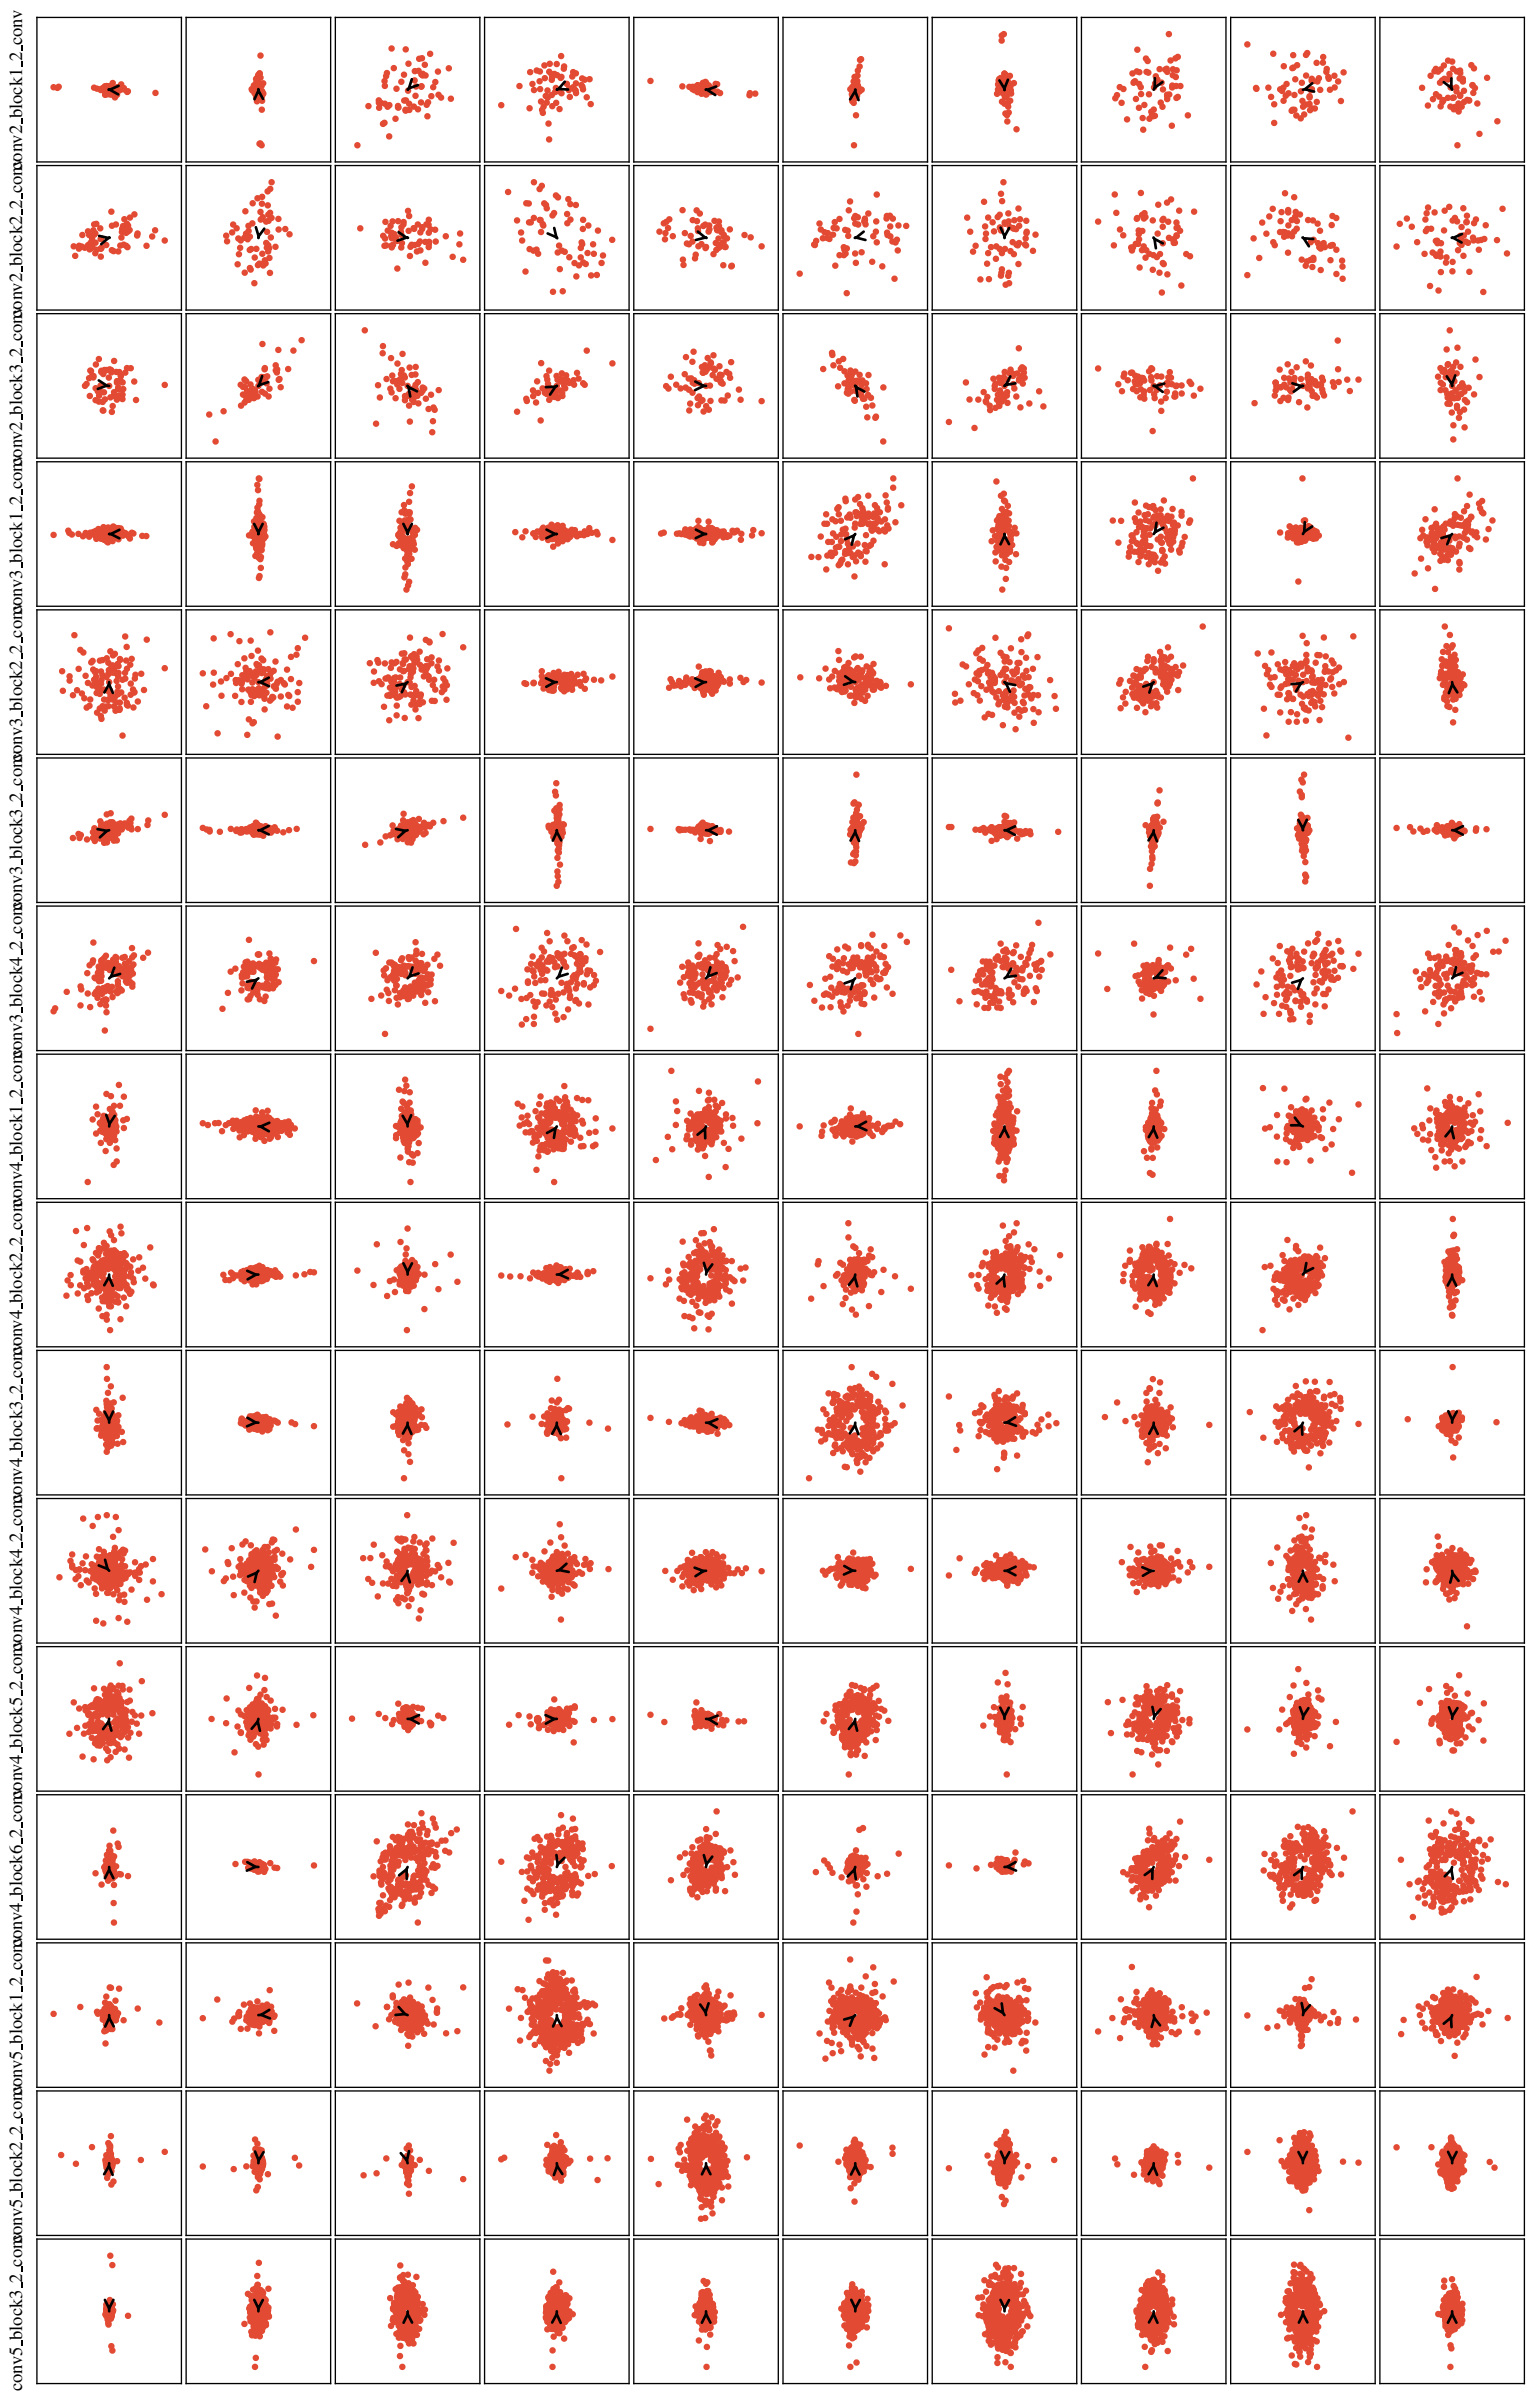 conv2_block1_2_conv
conv2_block2_2_conv
conv2_block3_2_conv
conv3_block1_2_conv
conv3_block2_2_conv
conv3_block3_2_conv
conv3_block4_2_conv
conv4_block1_2_conv
conv4_block2_2_conv
conv4_block3_2_conv
conv4_block4_2_conv
conv4_block5_2_conv
conv4_block6_2_conv
conv5_block1_2_conv
conv5_block2_2_conv
conv5_block3_2_conv